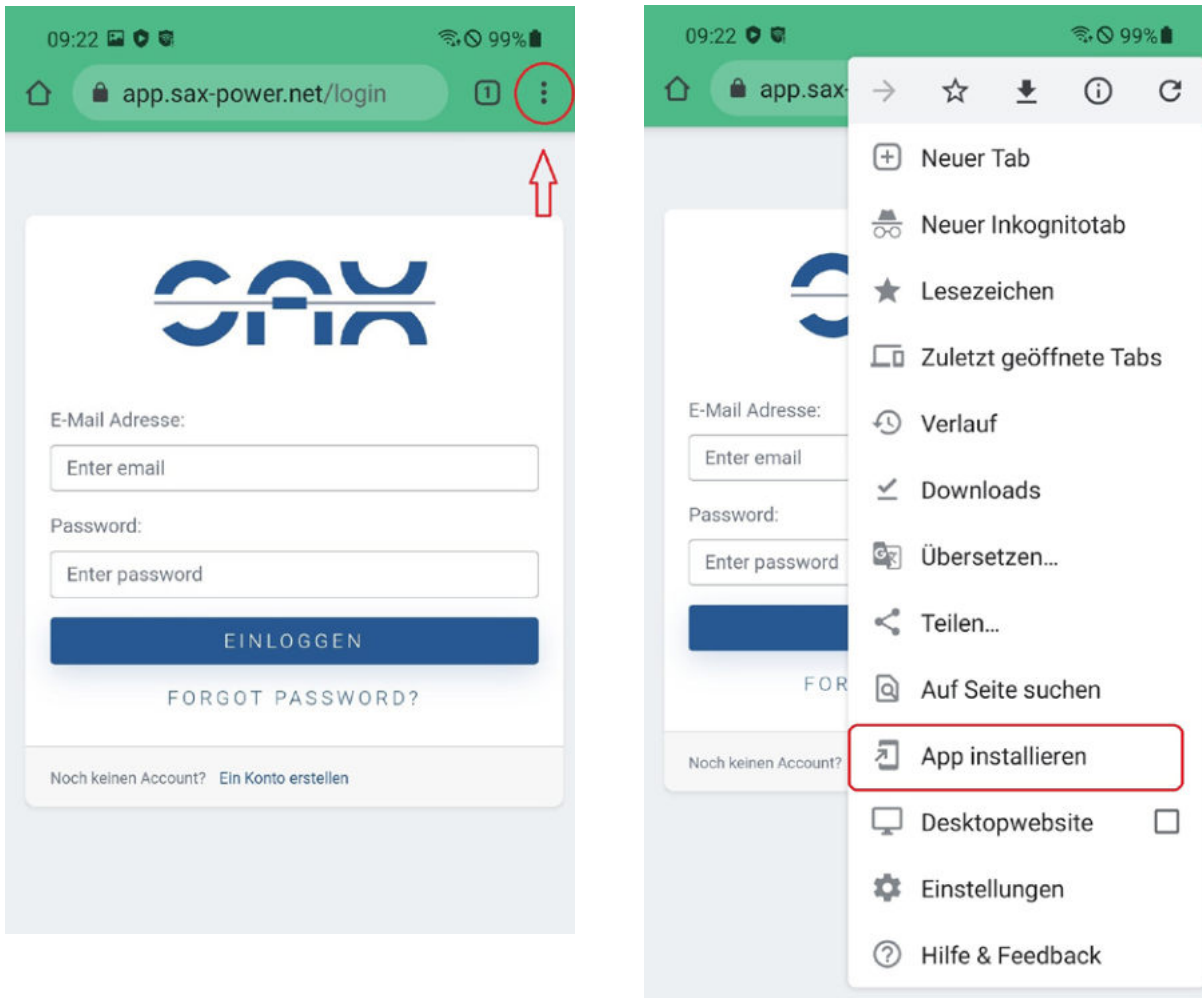 09:22 99%
app.sax-power.net/login 1
SAX
E-Mail Adresse:
Enter email
Password:
Enter password
EINLOGGEN
FORGOT PASSWORD?
Noch keinen Account? Ein Konto erstellen
09:22 99%
app.sax-
Neuer Tab
Neuer Inkognitotab
Lesezeichen
Zuletzt geöffnete Tabs
Verlauf
Downloads
Übersetzen...
Teilen...
Auf Seite suchen
App installieren
Desktopwebsite
Einstellungen
Hilfe & Feedback
E-Mail Adresse:
Enter email
Password:
Enter password
FOR
Noch keinen Account?